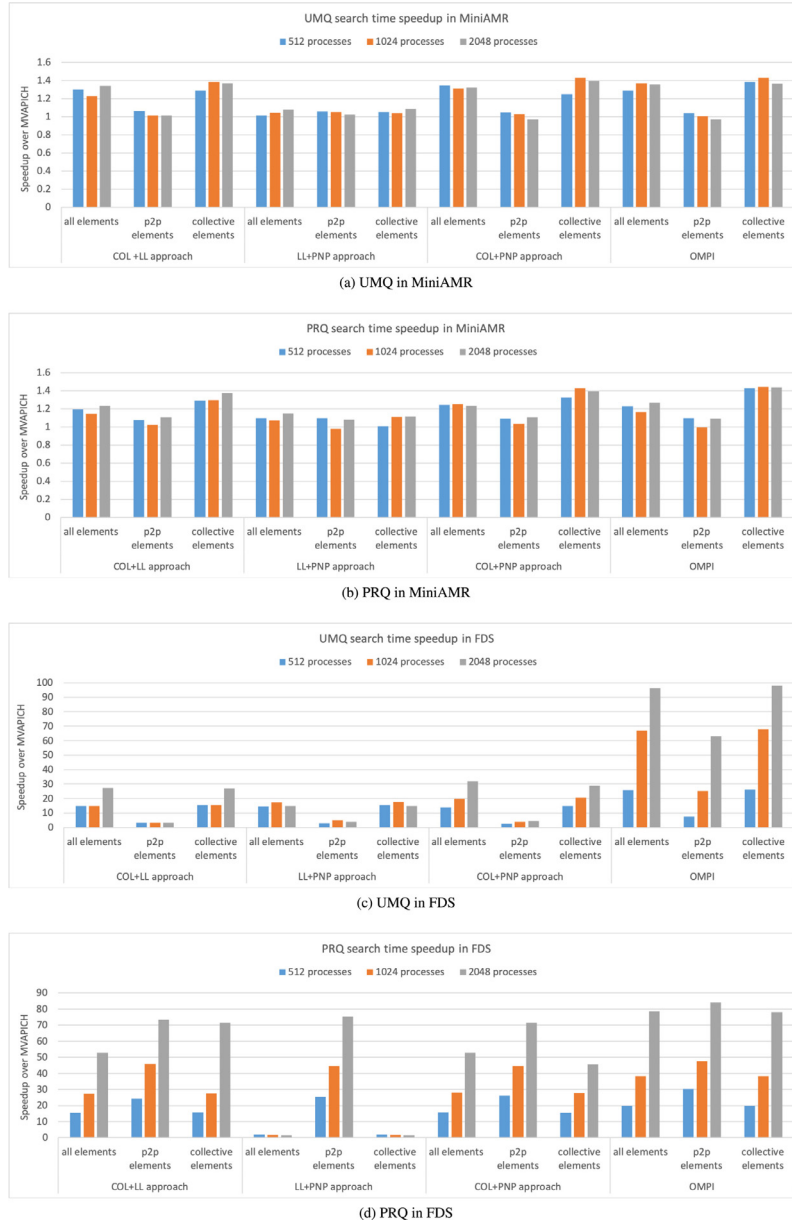 UMQ search time speedup in MiniAMR
512 processes 1024 processes 2048 processes
Speedup over MVAPICH
1.6
1.4
1.2
1
0.8
0.6
0.4
0.2
0
all elements p2p elements collective elements all elements p2p elements collective elements all elements p2p elements collective elements all elements p2p elements collective elements
COL +LL approach LL+PNP approach COL+PNP approach OMPI
(a) UMQ in MiniAMR
PRQ search time speedup in MiniAMR
512 processes 1024 processes 2048 processes
Speedup over MVAPICH
1.6
1.4
1.2
1
0.8
0.6
0.4
0.2
0
all elements p2p elements collective elements all elements p2p elements collective elements all elements p2p elements collective elements all elements p2p elements collective elements
COL+LL approach LL+PNP approach COL+PNP approach OMPI
(b) PRQ in MiniAMR
UMQ search time speedup in FDS
512 processes 1024 processes 2048 processes
Speedup over MVAPICH
100
90
80
70
60
50
40
30
20
10
0
all elements p2p elements collective elements all elements p2p elements collective elements all elements p2p elements collective elements all elements p2p elements collective elements
COL+LL approach LL+PNP approach COL+PNP approach OMPI
(c) UMQ in FDS
PRQ search time speedup in FDS
512 processes 1024 processes 2048 processes
Speedup over MVAPICH
90
80
70
60
50
40
30
20
10
0
all elements p2p elements collective elements all elements p2p elements collective elements all elements p2p elements collective elements all elements p2p elements collective elements
COL+LL approach LL+PNP approach COL+PNP approach OMPI
(d) PRQ in FDS